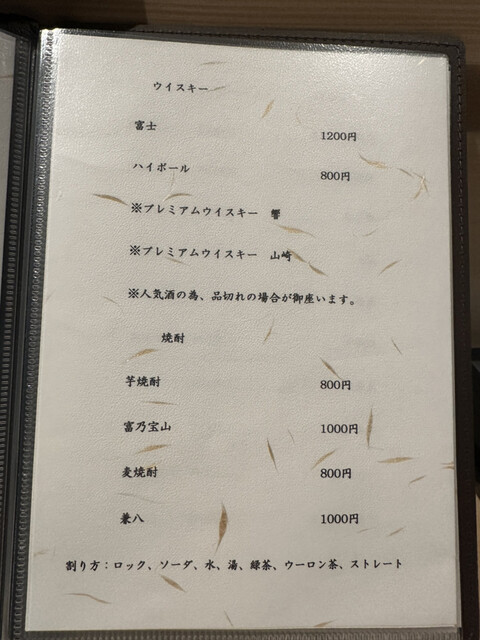 ウイスキー
富士 1200円
ハイボール 800円
※プレミアムウイスキー 響
※プレミアムウイスキー 山崎
※人気酒の為、品切れの場合が御座います。
焼酎
芋焼酎 800円
富乃宝山 1000円
麦焼酎 800円
兼八 1000円
割り方：ロック、ソーダ、水、湯、緑茶、ウーロン茶、ストレート